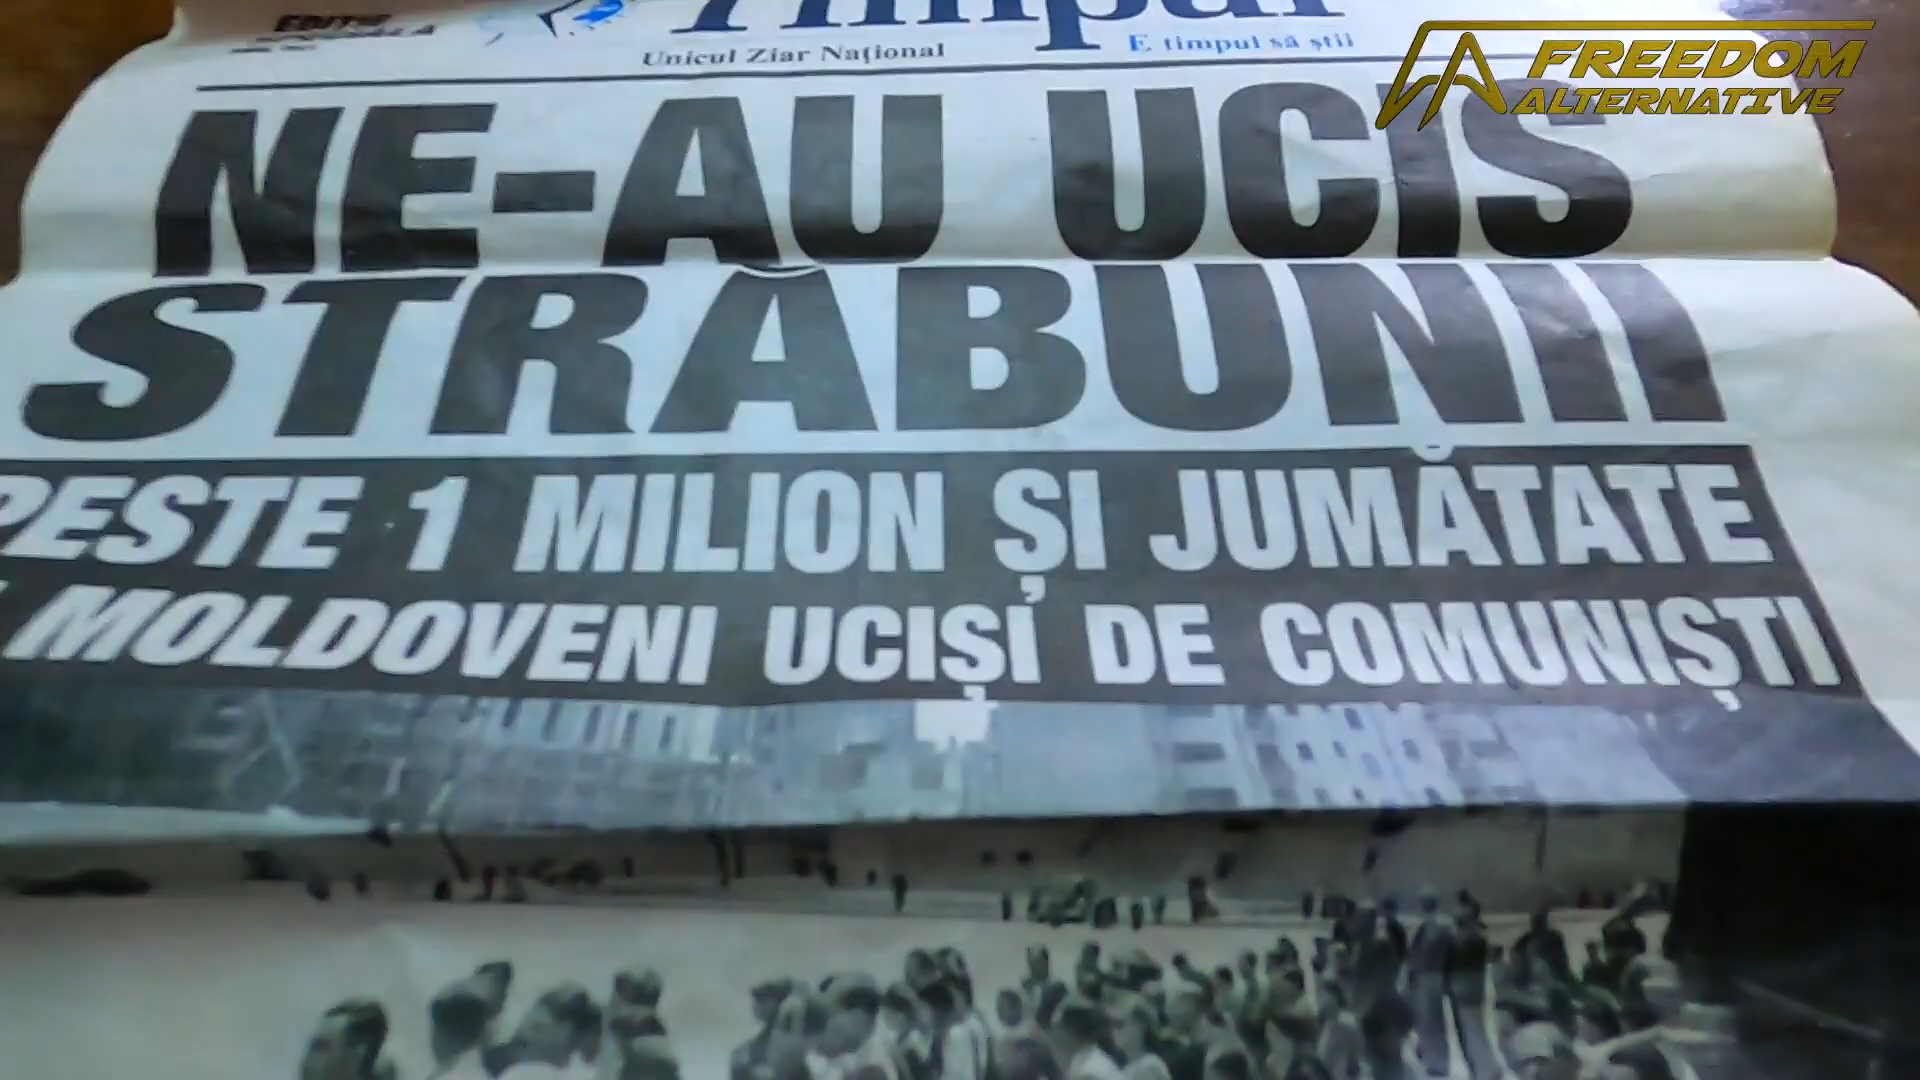 Timpul
Unicul Ziar Național
E timpul să știi
FREEDOM
ALTERNATIVE
NE-AU UCIS
STRĂBUNII
PESTE 1 MILION ȘI JUMĂTATE
MOLDOVENI UCIȘI DE COMUNIȘTI